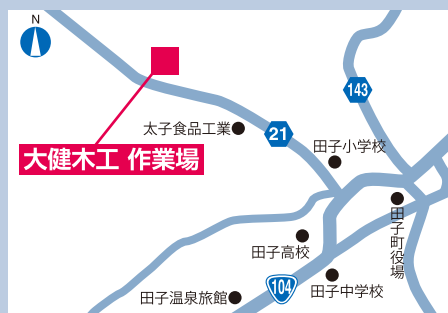 N
143
太子食品工業
21
田子小学校
大健木工 作業場
田子町役場
田子高校
104
田子中学校
田子温泉旅館